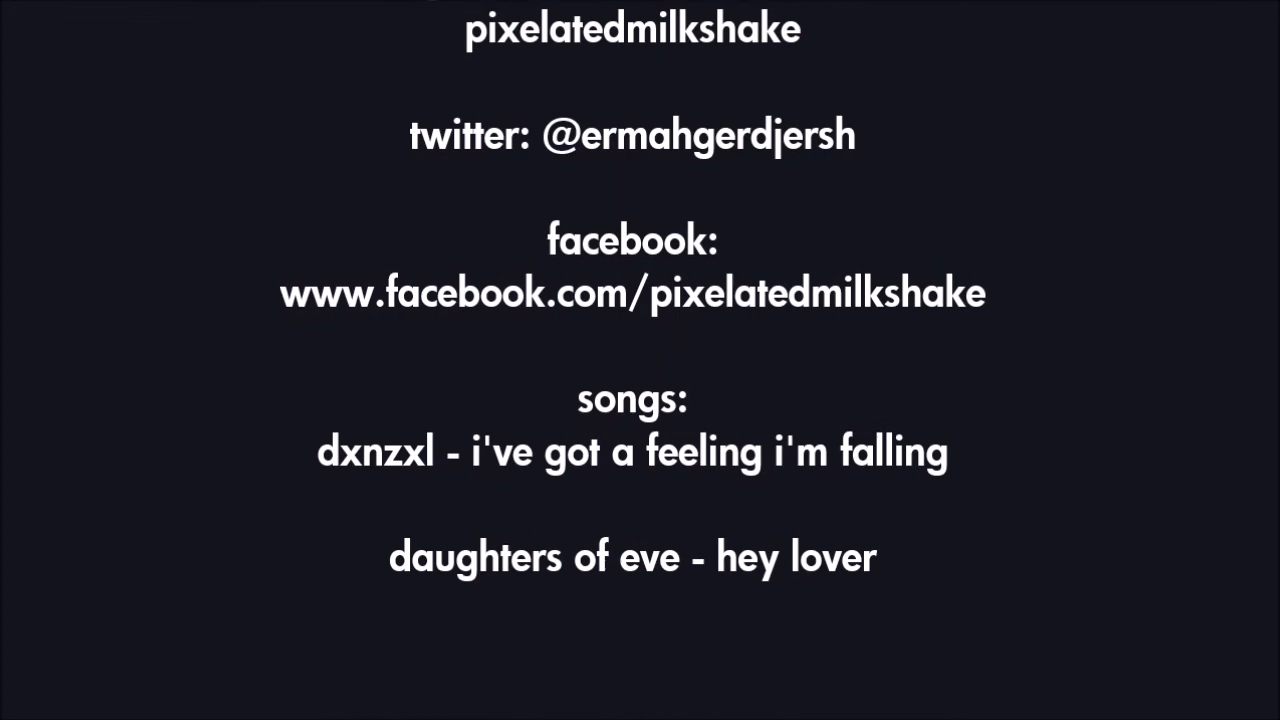 pixelatedmilkshake
twitter: @ermahgerdjersh
facebook:
www.facebook.com/pixelatedmilkshake
songs:
dxnzxl - i've got a feeling i'm falling
daughters of eve - hey lover